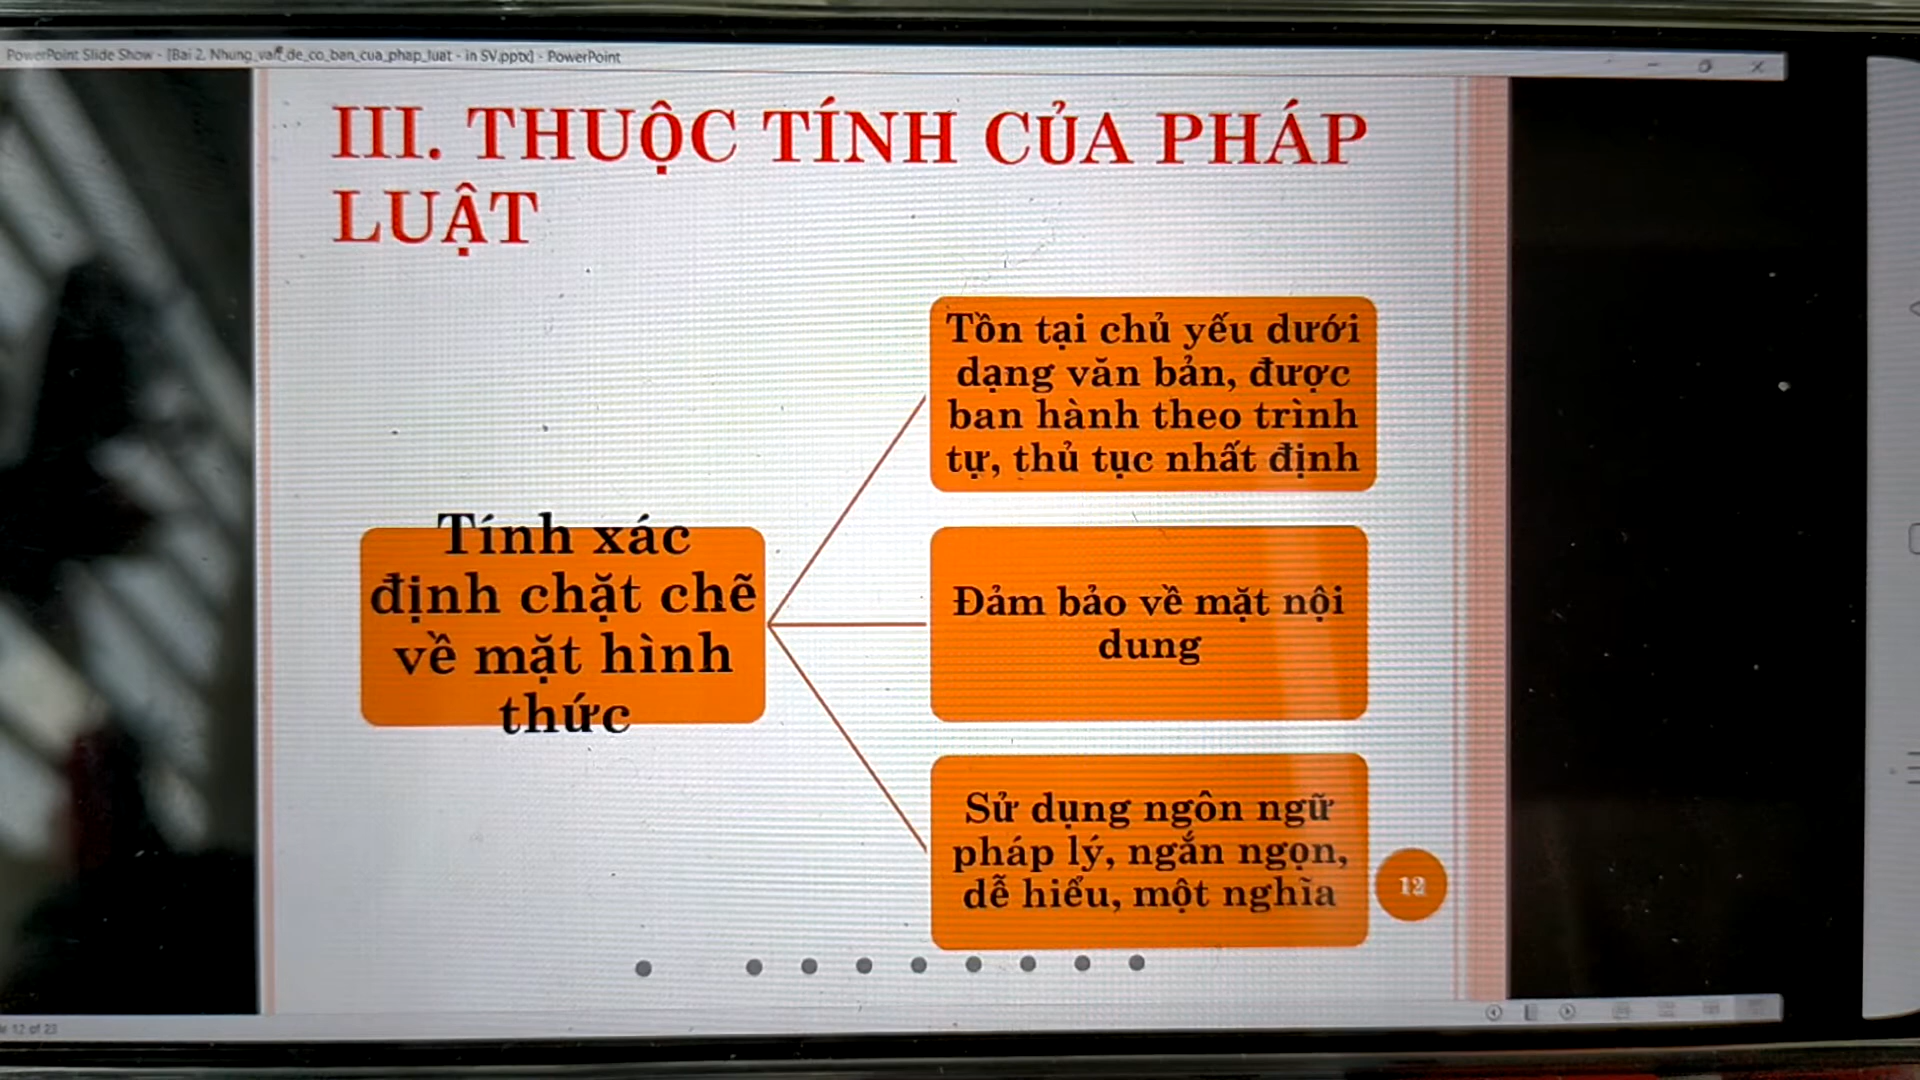 PowerPoint Slide Show - [Bai 2. Nhung_van_de_co_ban_cua_phap_luat - in SV.pptx] - PowerPoint
III. THUỘC TÍNH CỦA PHÁP
LUẬT
Tính xác
định chặt chẽ
về mặt hình
thức
Tồn tại chủ yếu dưới
dạng văn bản, được
ban hành theo trình
tự, thủ tục nhất định
Đảm bảo về mặt nội
dung
Sử dụng ngôn ngữ
pháp lý, ngắn ngọn,
dễ hiểu, một nghĩa
12
12 of 23